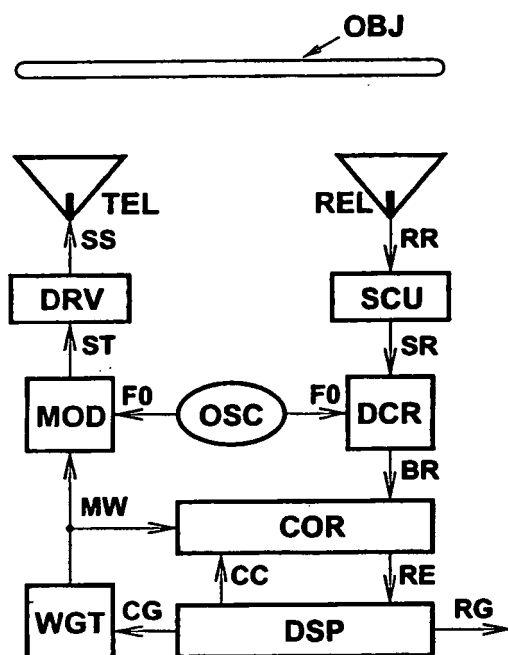 OBJ
TEL
REL
SS
RR
DRV
SCU
ST
SR
MOD
F0
OSC
F0
DCR
BR
MW
COR
CC
RE
WGT
CG
DSP
RG